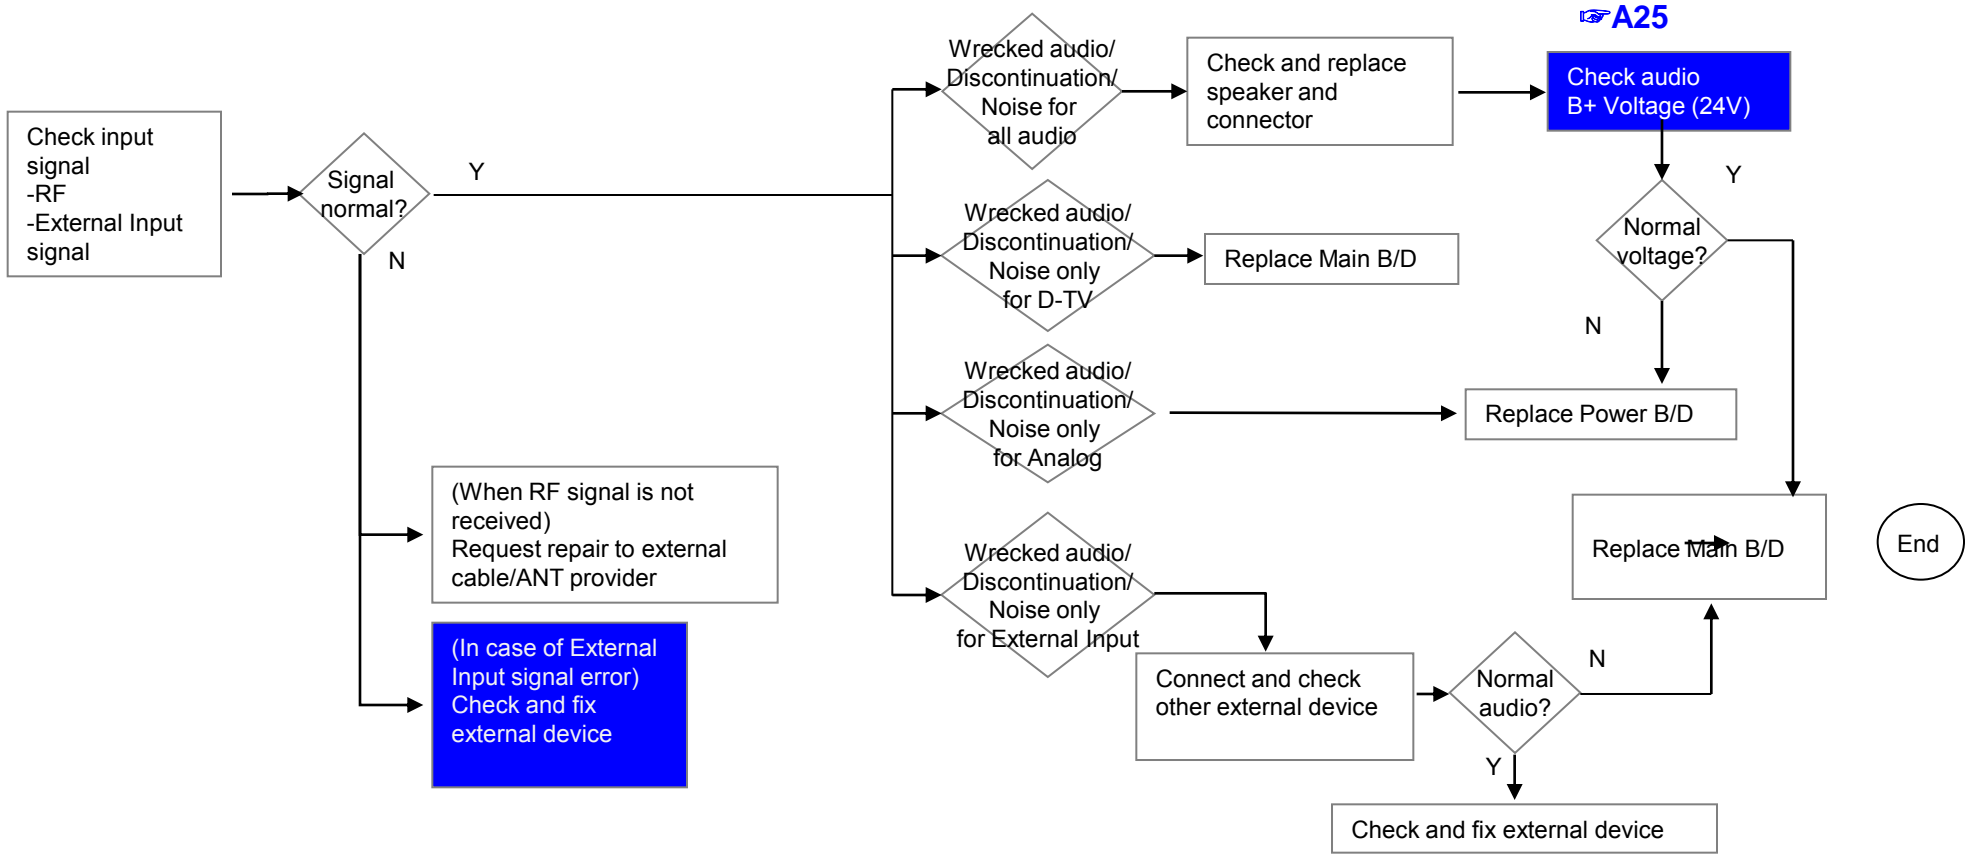 ☞A25
Check input
signal
-RF
-External Input
signal
Signal
normal?
Y
N
(When RF signal is not
received)
Request repair to external
cable/ANT provider
(In case of External
Input signal error)
Check and fix
external device
Wrecked audio/
Discontinuation/
Noise for
all audio
Check and replace
speaker and
connector
Check audio
B+ Voltage (24V)
Y
Normal
voltage?
N
Wrecked audio/
Discontinuation/
Noise only
for D-TV
Replace Main B/D
Wrecked audio/
Discontinuation/
Noise only
for Analog
Replace Power B/D
Wrecked audio/
Discontinuation/
Noise only
for External Input
Connect and check
other external device
Normal
audio?
N
Y
Replace Main B/D
End
Check and fix external device